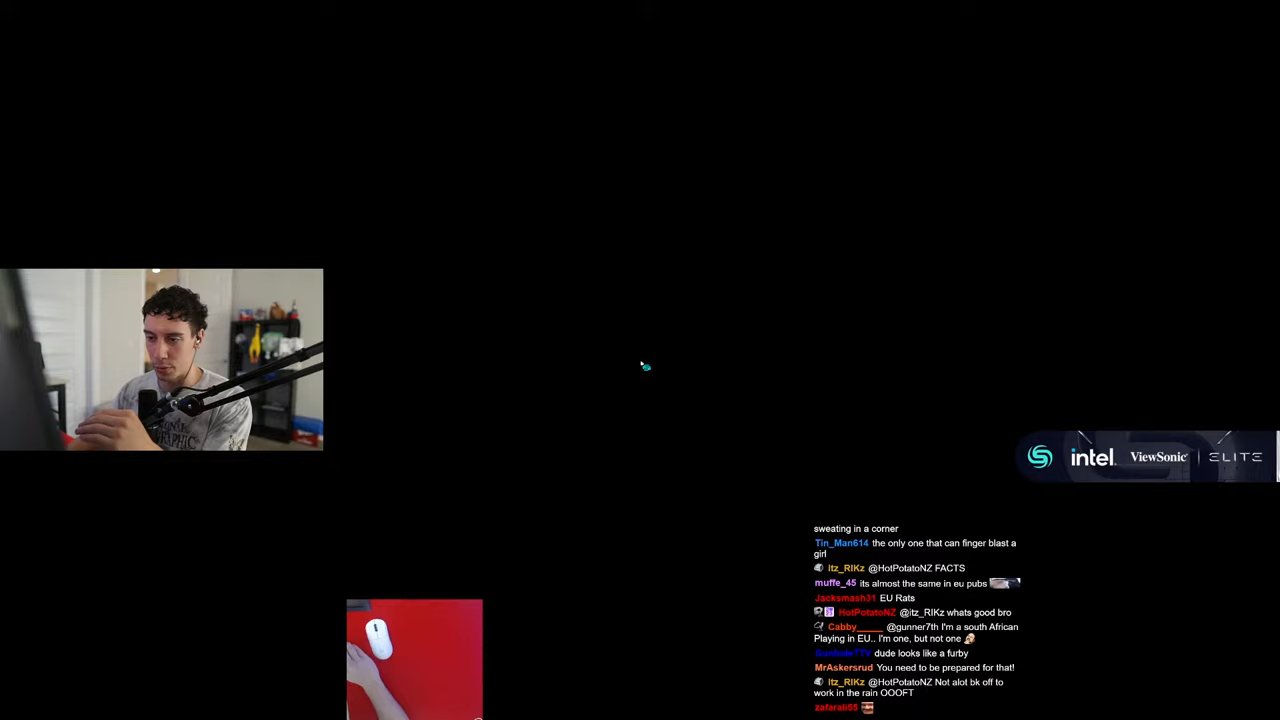 intel ViewSonic ELITE
sweating in a corner
Tin_Man614 the only one that can finger blast a
girl
Itz_RIKz @HotPotatoNZ FACTS
muffe_45 its almost the same in eu pubs
Jacksmash31 EU Rats
HotPotatoNZ @itz_RIKz whats good bro
Cabby_____ @gunner7th I'm a south African
Playing in EU.. I'm one, but not one
dude looks like a furby
MrAskersrud You need to be prepared for that!
Itz_RIKz @HotPotatoNZ Not alot bk off to
work in the rain OOOFT
zafarali55